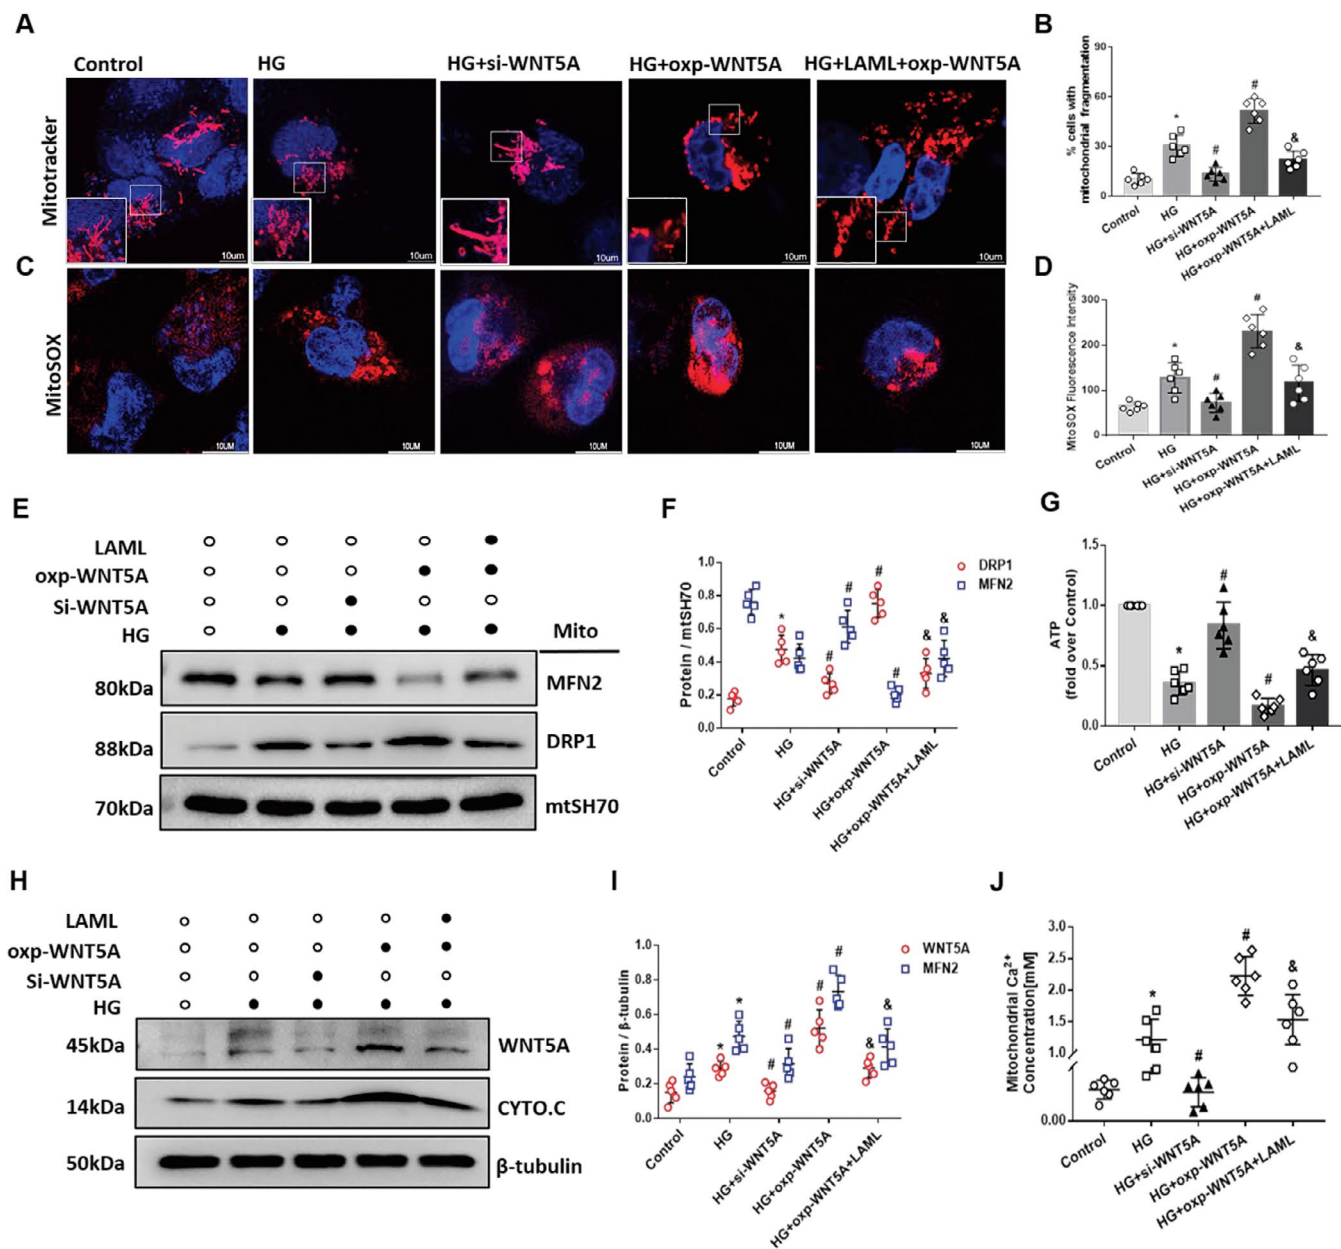 A
Control
HG
HG+si-WNT5A
HG+oxp-WNT5A
HG+LAML+oxp-WNT5A
Mitotracker
10um
10um
10um
10um
10um
B
% cells with
mitochondrial fragmentation
90
60
30
0
*
#
#
&
Control
HG
HG+si-WNT5A
HG+oxp-WNT5A
HG+oxp-WNT5A+LAML
C
MitoSOX
10UM
10UM
10UM
10UM
10UM
D
MitoSOX Fluorescence Intensity
300
200
100
0
*
#
#
&
Control
HG
HG+si-WNT5A
HG+oxp-WNT5A
HG+oxp-WNT5A+LAML
E
LAML
oxp-WNT5A
Si-WNT5A
HG
Mito
80kDa
MFN2
88kDa
DRP1
70kDa
mtSH70
F
Protein / mtSH70
1.0
0.8
0.6
0.4
0.2
0.0
DRP1
MFN2
*
#
#
#
#
&
&
Control
HG
HG+si-WNT5A
HG+oxp-WNT5A
HG+oxp-WNT5A+LAML
G
ATP
(fold over Control)
1.5
1.0
0.5
0.0
*
#
#
&
Control
HG
HG+si-WNT5A
HG+oxp-WNT5A
HG+oxp-WNT5A+LAML
H
LAML
oxp-WNT5A
Si-WNT5A
HG
45kDa
WNT5A
14kDa
CYTO.C
50kDa
β-tubulin
I
Protein / β-tubulin
1.0
0.8
0.6
0.4
0.2
0.0
WNT5A
MFN2
*
*
#
#
#
#
&
&
Control
HG
HG+si-WNT5A
HG+oxp-WNT5A
HG+oxp-WNT5A+LAML
J
Mitochondrial Ca²⁺
Concentration[mM]
3.0
2.5
2.0
1.5
1.0
0.00
*
#
#
&
Control
HG
HG+si-WNT5A
HG+oxp-WNT5A
HG+oxp-WNT5A+LAML